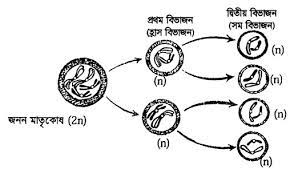 প্রথম বিভাজন
(হ্রাস বিভাজন)
দ্বিতীয় বিভাজন
(সম বিভাজন)
(n)
(n)
(n)
(n)
(n)
(n)
জনন মাতৃকোষ (2n)